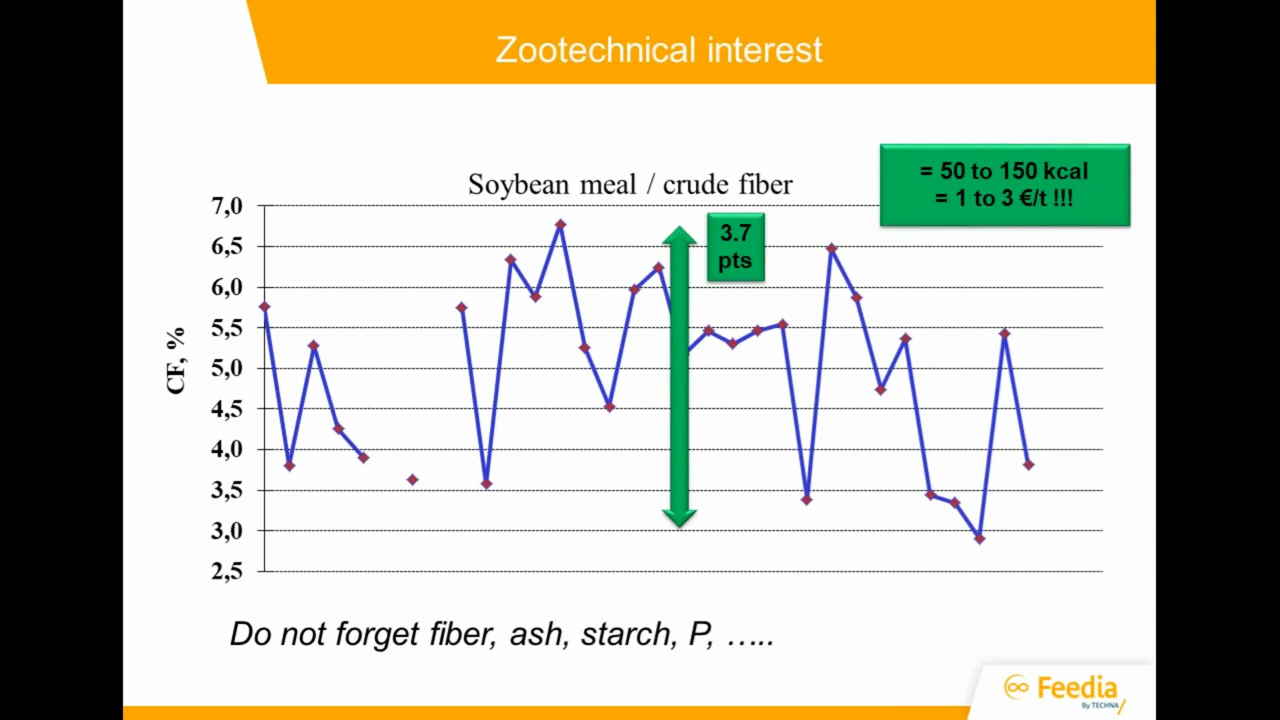 Zootechnical interest
= 50 to 150 kcal
= 1 to 3 €/t !!!
Soybean meal / crude fiber
7,0
6,5
6,0
5,5
5,0
4,5
4,0
3,5
3,0
2,5
CF, %
3.7
pts
Do not forget fiber, ash, starch, P, …..
Feedia
By TECHNA